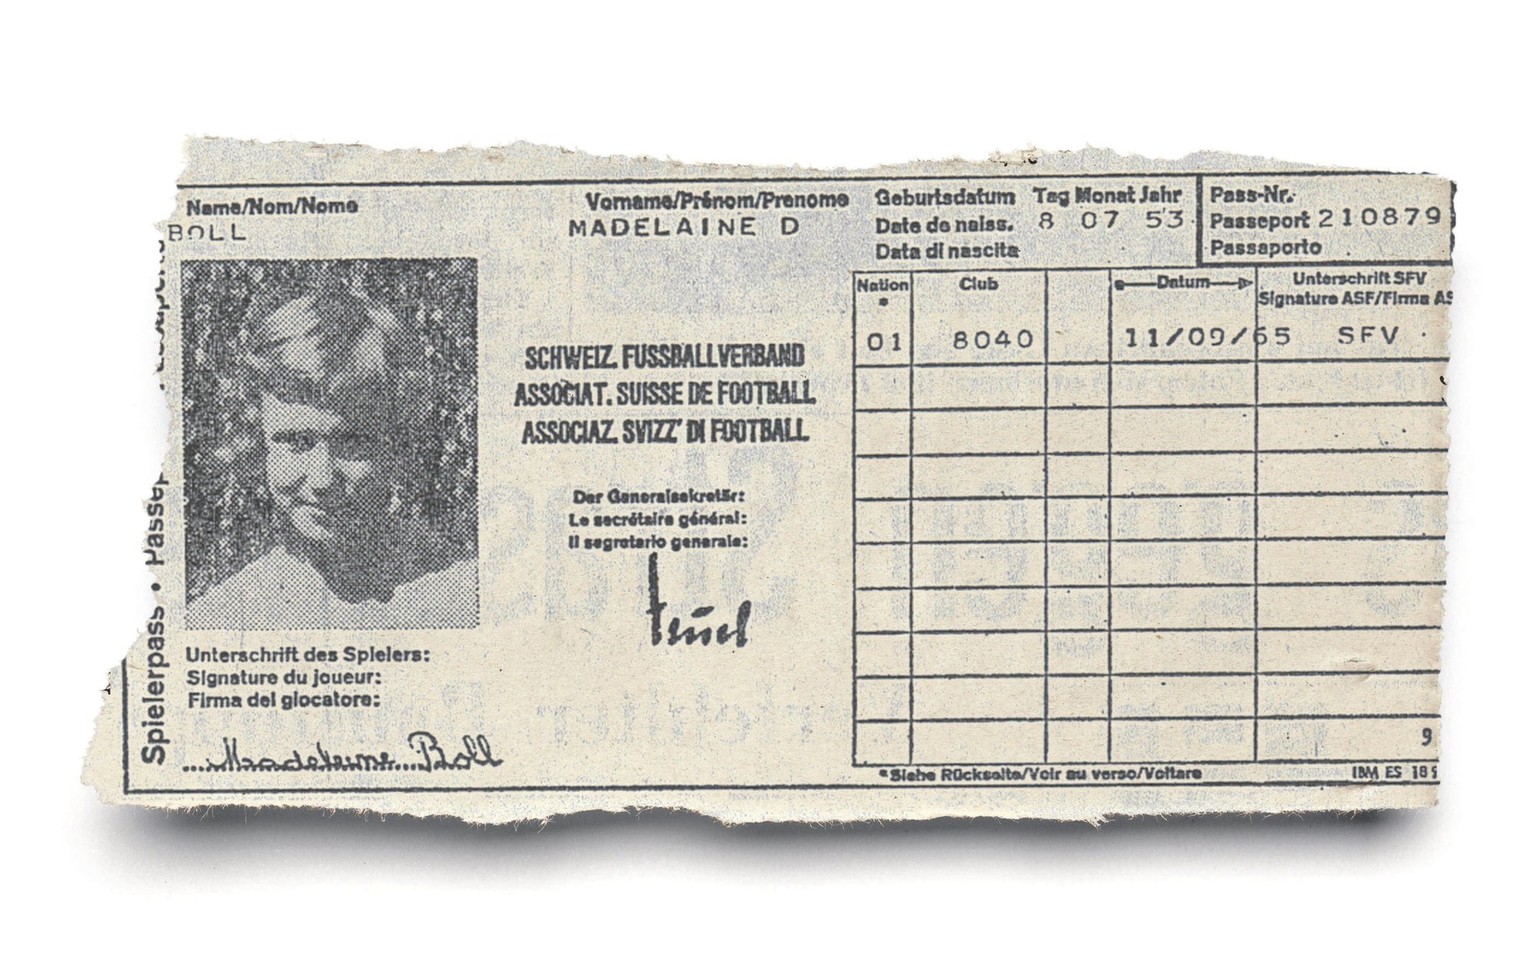 Name/Nom/Nome
BOLL
Vorname/Prénom/Prenome
MADELAINE D
Geburtsdatum Tag Monat Jahr
Date de naiss. 8 07 53
Data di nascita
Pass-Nr.
Passeport 210879
Passaporto
Nation Club Datum Unterschrift SFV
* Signature ASF/Firma AS
01 8040 11/09/65 SFV
SCHWEIZ. FUSSBALLVERBAND
ASSOCIAT. SUISSE DE FOOTBALL
ASSOCIAZ. SVIZZ' DI FOOTBALL
Der Generalsekretär:
Le secrétaire général:
Il segretario generale:
Spielerpass • Passep
Unterschrift des Spielers:
Signature du joueur:
Firma del giocatore:
Madeleine Boll
9
*Siehe Rückseite/Voir au verso/Voltare
IBM ES 18